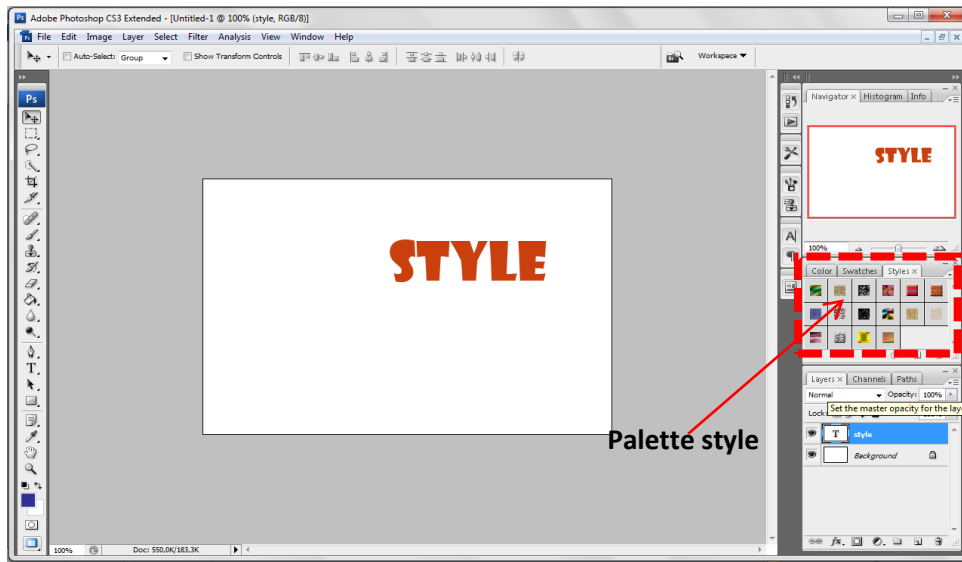 Adobe Photoshop CS3 Extended - [Untitled-1 @ 100% (style, RGB/8)]
File Edit Image Layer Select Filter Analysis View Window Help
Auto-Select: Group Show Transform Controls Workspace
Ps
Navigator Histogram Info
STYLE
100%
STYLE
Color Swatches Styles
Palette style
Layers Channels Paths
Normal Opacity: 100%
Lock
Set the master opacity for the lay
T style
Background
100% Doc: 550,0K/183,3K